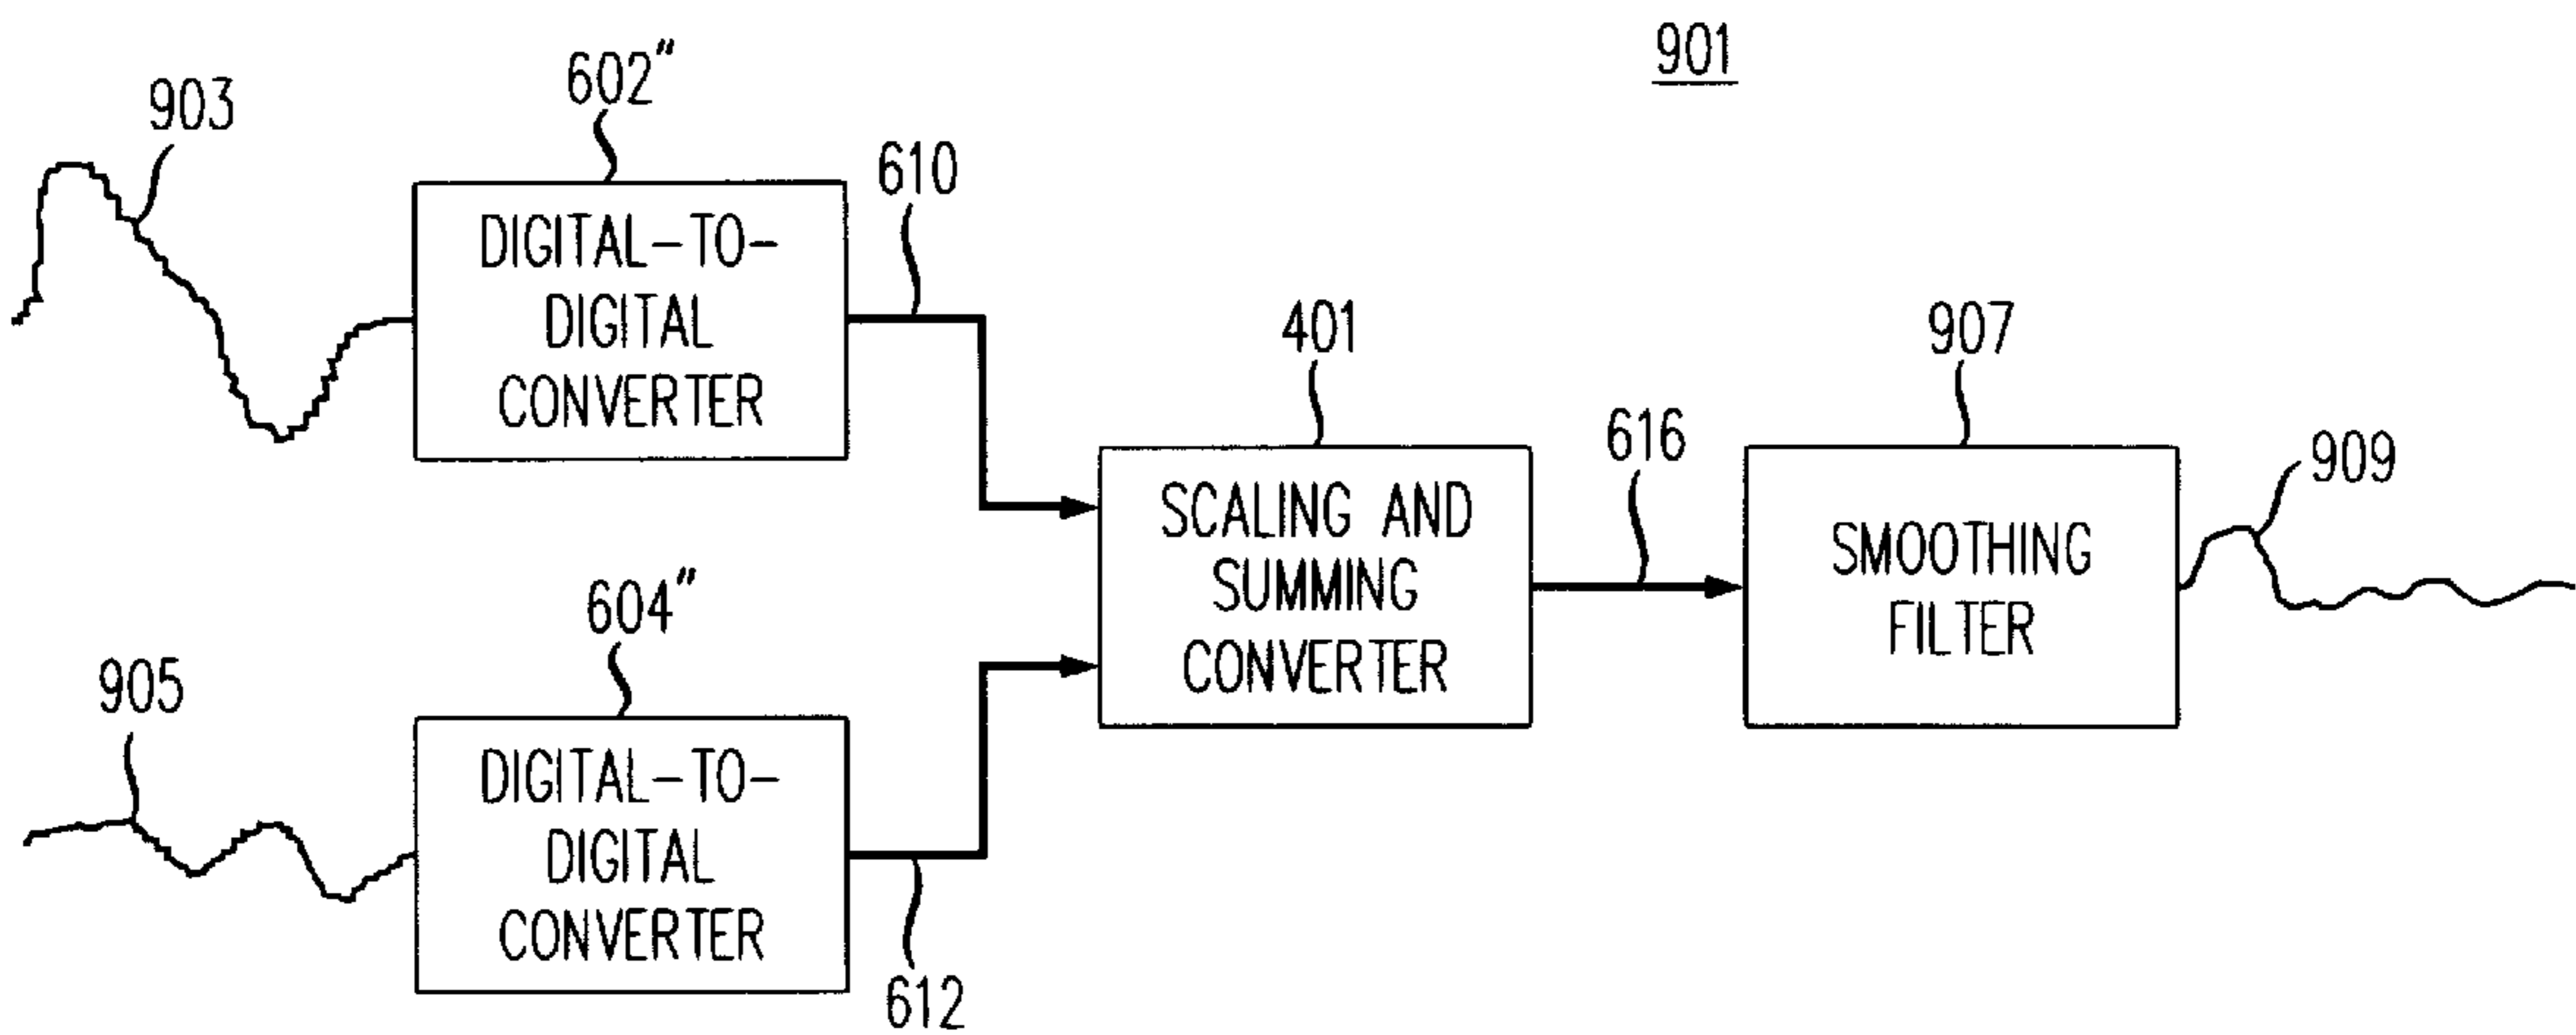 901
903
602"
DIGITAL-TO-
DIGITAL
CONVERTER
610
401
SCALING AND
SUMMING
CONVERTER
616
907
SMOOTHING
FILTER
909
905
604"
DIGITAL-TO-
DIGITAL
CONVERTER
612